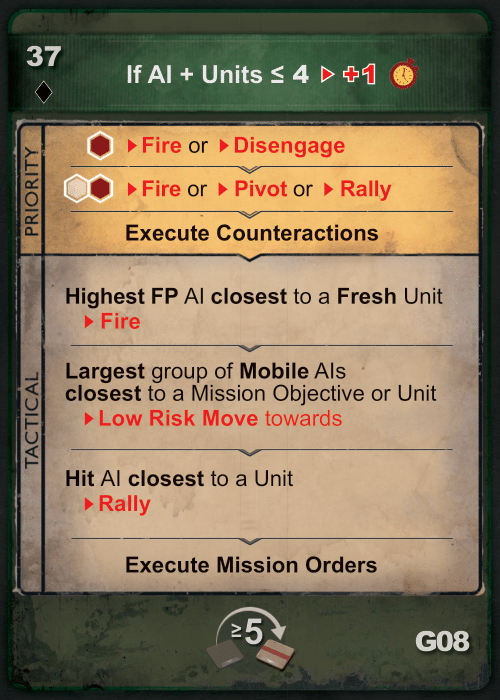 37
If AI + Units ≤ 4 ▶ +1
PRIORITY
▶ Fire or ▶ Disengage
▶ Fire or ▶ Pivot or ▶ Rally
Execute Counteractions
TACTICAL
Highest FP AI closest to a Fresh Unit
▶ Fire
Largest group of Mobile AIs
closest to a Mission Objective or Unit
▶ Low Risk Move towards
Hit AI closest to a Unit
▶ Rally
Execute Mission Orders
≥5
G08